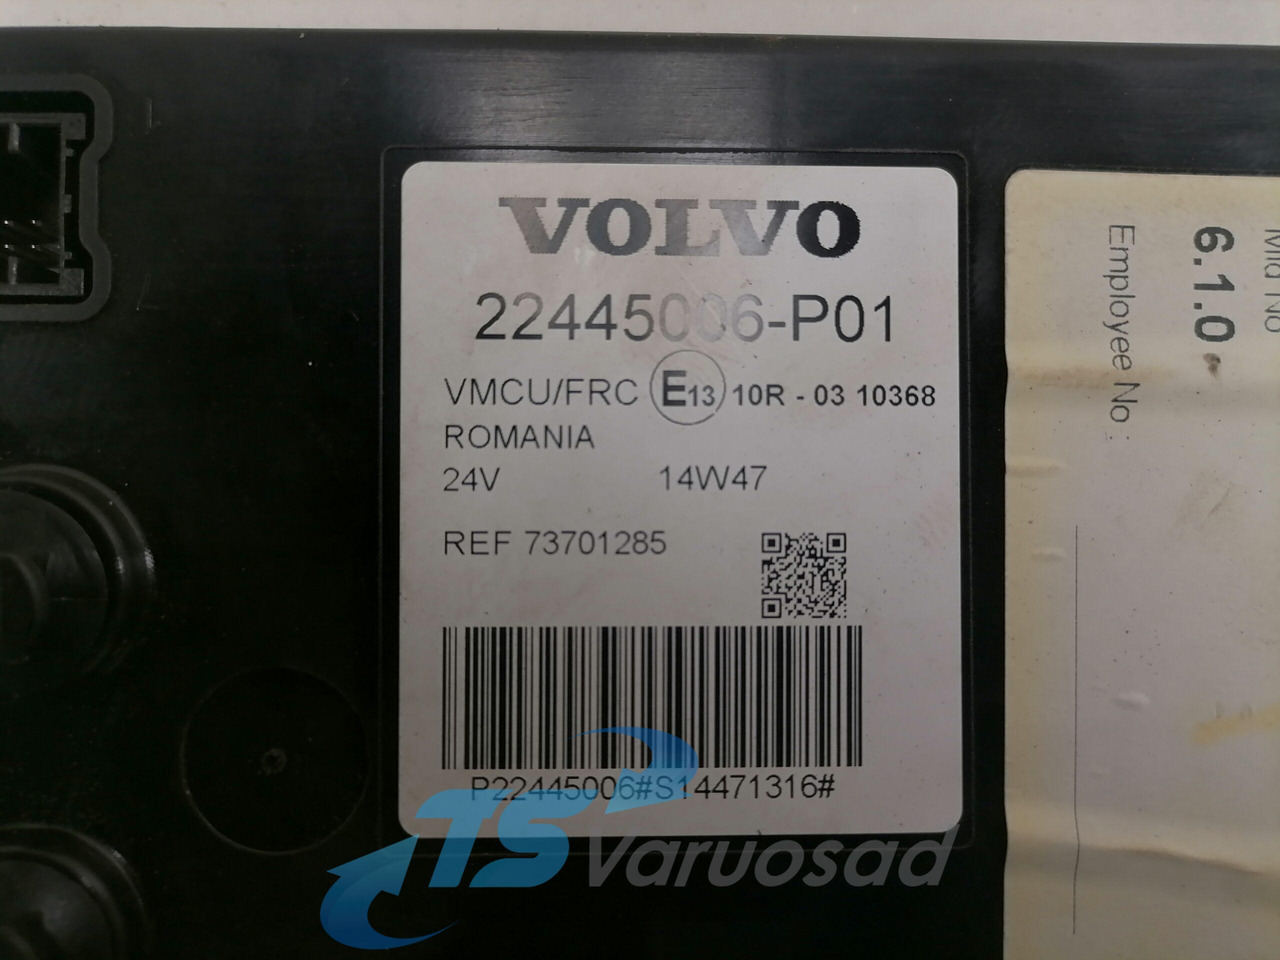 VOLVO
22445006-P01
VMCU/FRC E13 10R - 03 10368
ROMANIA
24V 14W47
REF 73701285
P22445006#S14471316#
TS Varuosad
No
6.1.0
Employee No :